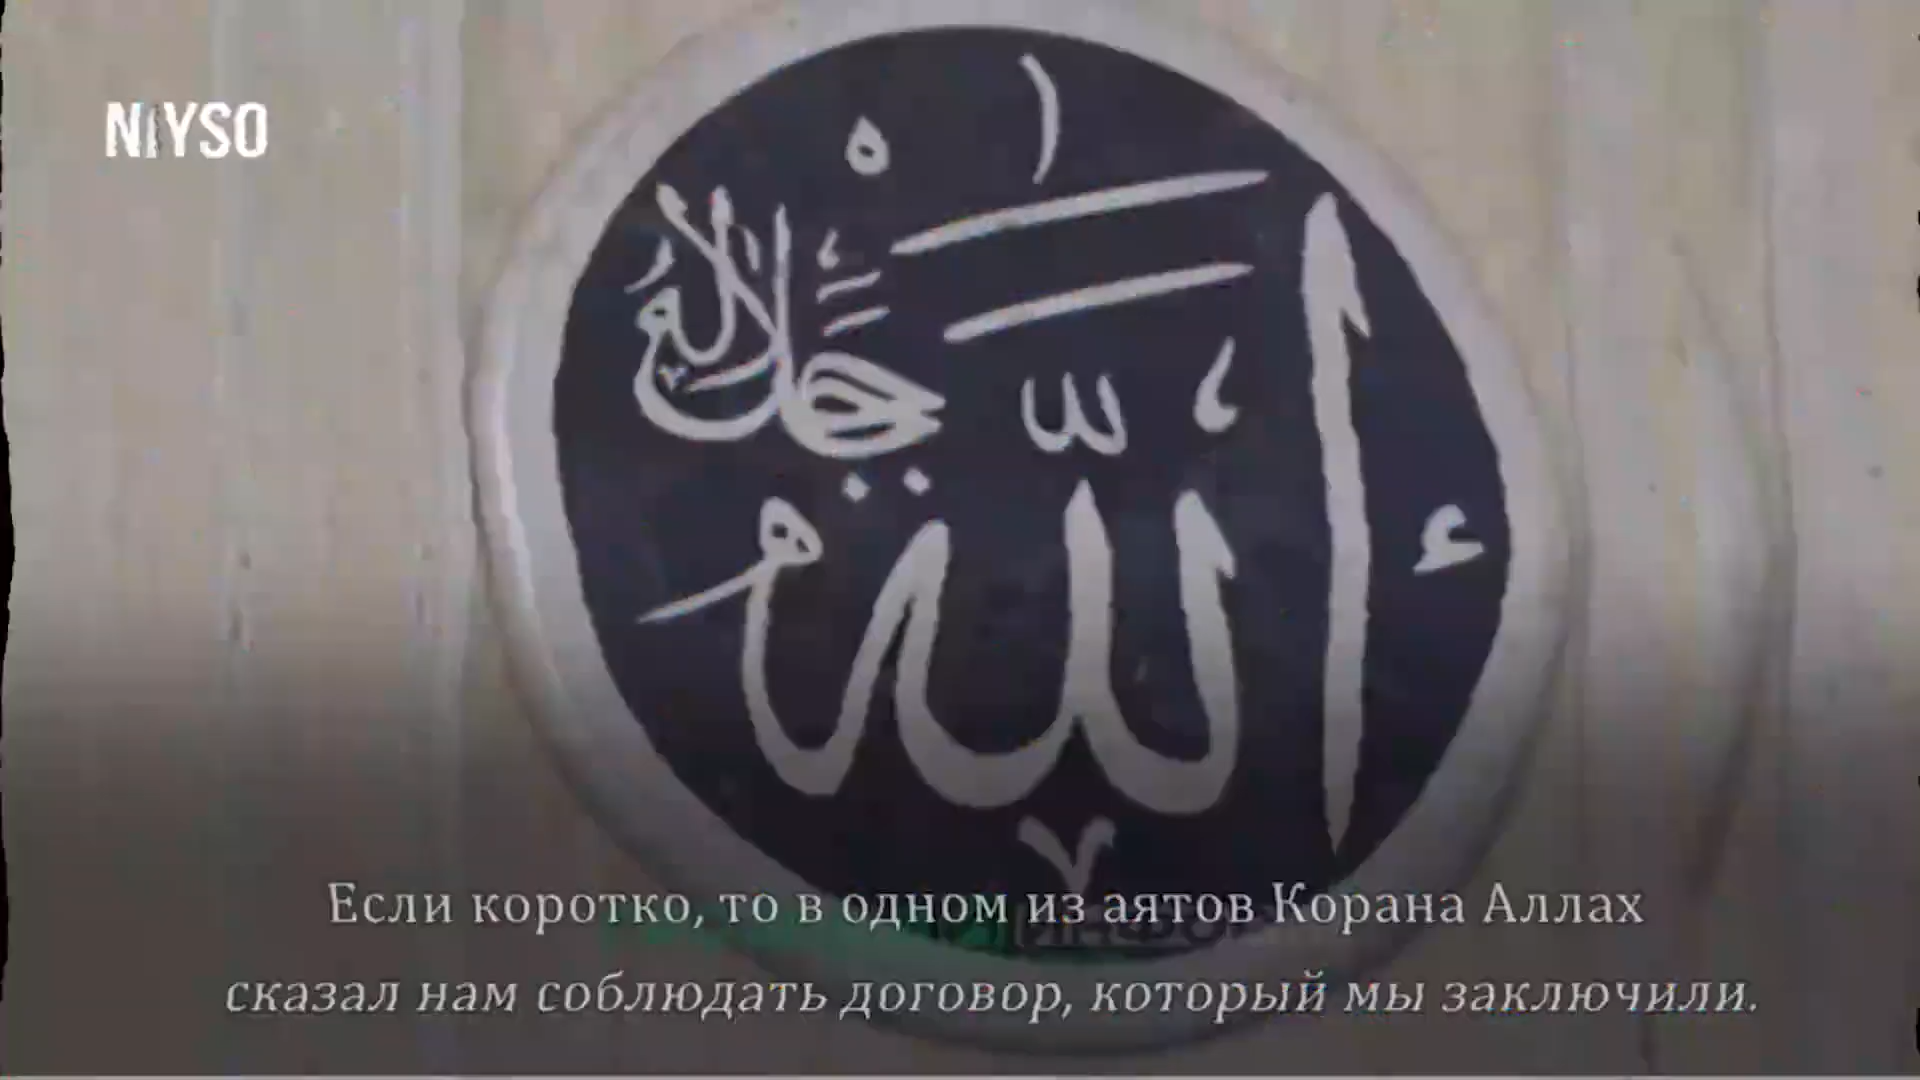 NIYSO
الله
جل جلاله
Если коротко, то в одном из аятов Корана Аллах
сказал нам соблюдать договор, который мы заключили.